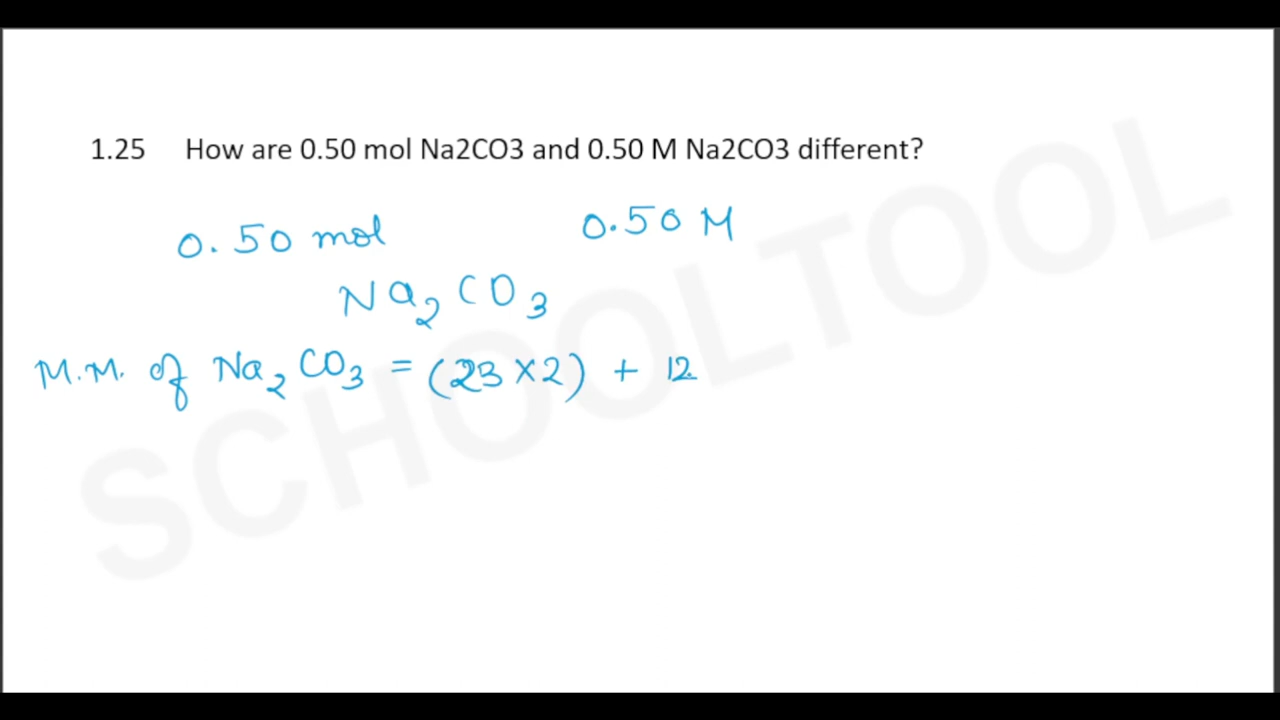 1.25 How are 0.50 mol Na2CO3 and 0.50 M Na2CO3 different?
0.50 mol 0.50 M
Na₂CO₃
M.M. of Na₂CO₃ = (23×2) + 12
SCHOOLTOOL